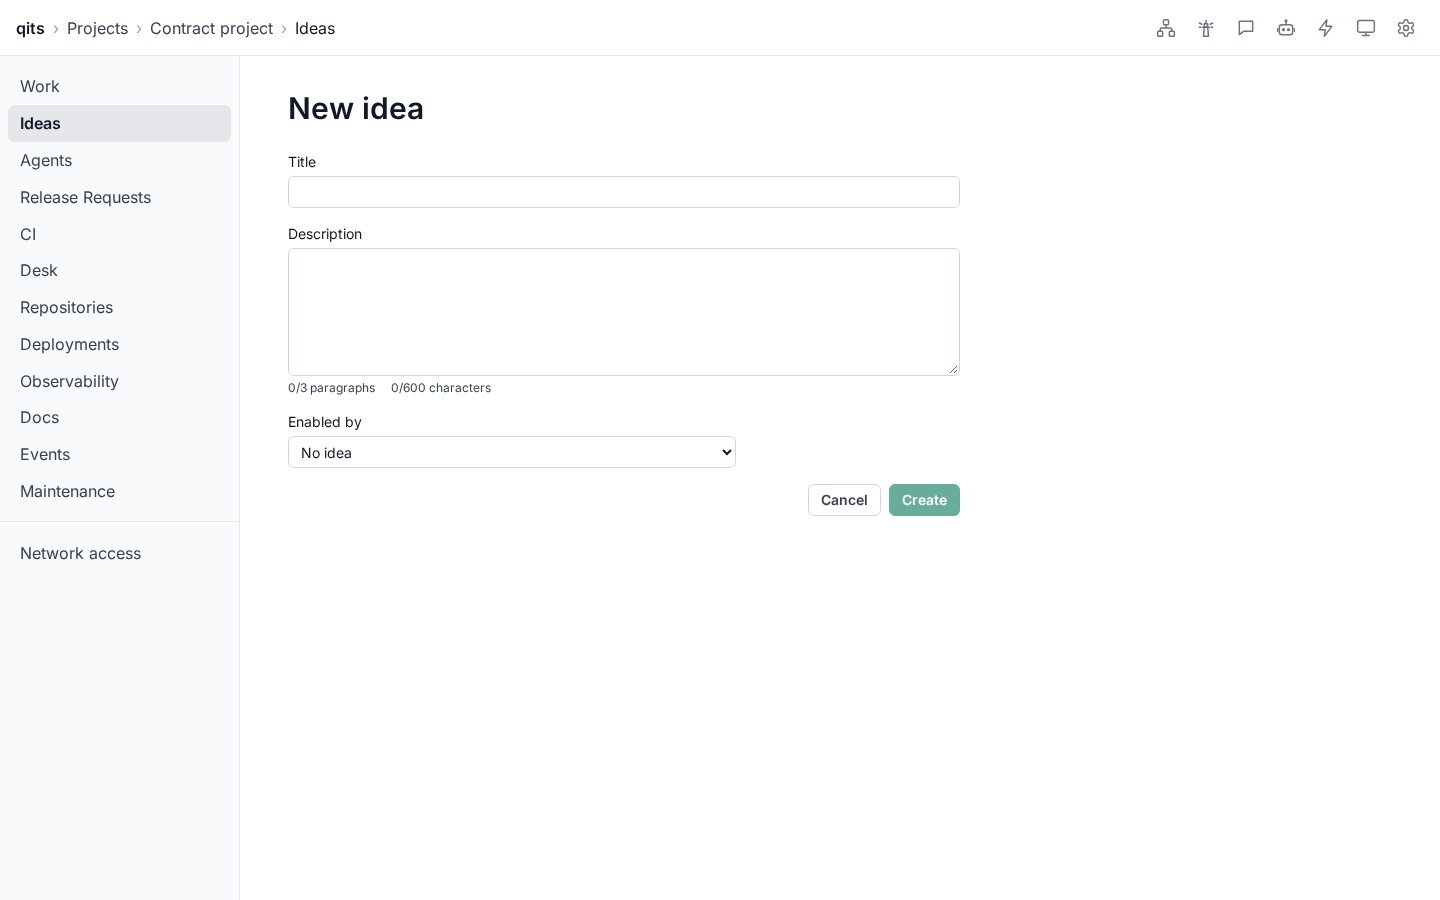 qits › Projects › Contract project › Ideas
Work
Ideas
Agents
Release Requests
CI
Desk
Repositories
Deployments
Observability
Docs
Events
Maintenance
Network access
New idea
Title
Description
0/3 paragraphs 0/600 characters
Enabled by
No idea
Cancel Create